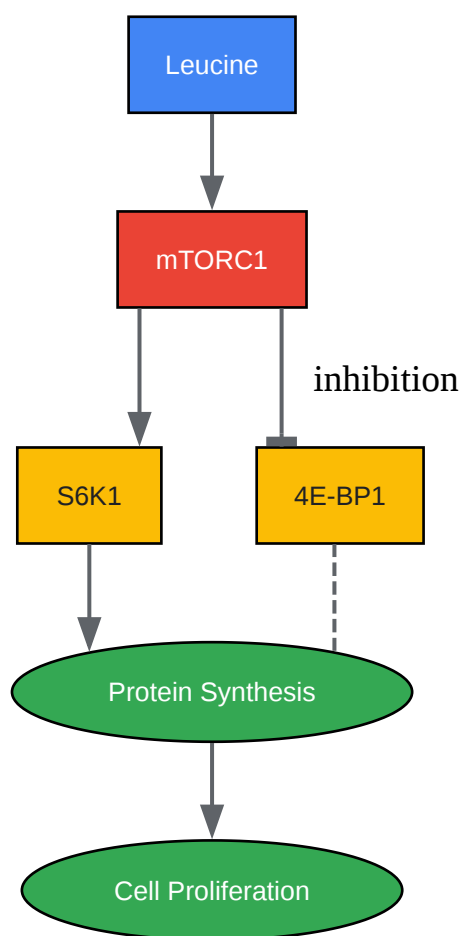 Leucine
mTORC1
inhibition
S6K1
4E-BP1
Protein Synthesis
Cell Proliferation